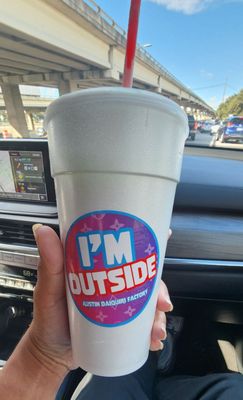 I'M
OUTSIDE
AUSTIN DAIQUIRI FACTORY